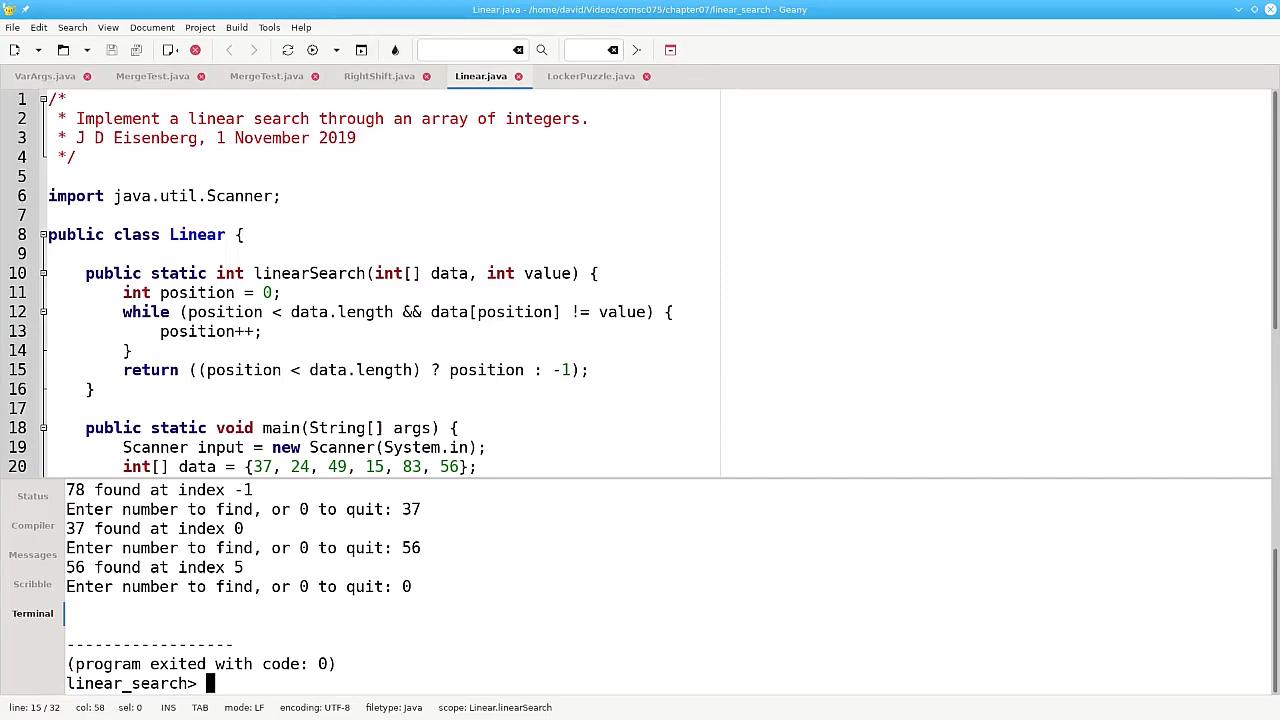 Linear.java - /home/david/Videos/comsc075/chapter07/linear_search - Geany
File Edit Search View Document Project Build Tools Help
VarArgs.java MergeTest.java MergeTest.java RightShift.java Linear.java LockerPuzzle.java
1 /*
2 * Implement a linear search through an array of integers.
3 * J D Eisenberg, 1 November 2019
4 */
5
6 import java.util.Scanner;
7
8 public class Linear {
9
10 public static int linearSearch(int[] data, int value) {
11 int position = 0;
12 while (position < data.length && data[position] != value) {
13 position++;
14 }
15 return ((position < data.length) ? position : -1);
16 }
17
18 public static void main(String[] args) {
19 Scanner input = new Scanner(System.in);
20 int[] data = {37, 24, 49, 15, 83, 56};
Status
Compiler
Messages
Scribble
Terminal
78 found at index -1
Enter number to find, or 0 to quit: 37
37 found at index 0
Enter number to find, or 0 to quit: 56
56 found at index 5
Enter number to find, or 0 to quit: 0
------------------
(program exited with code: 0)
linear_search>
line: 15 / 32 col: 58 sel: 0 INS TAB mode: LF encoding: UTF-8 filetype: Java scope: Linear.linearSearch